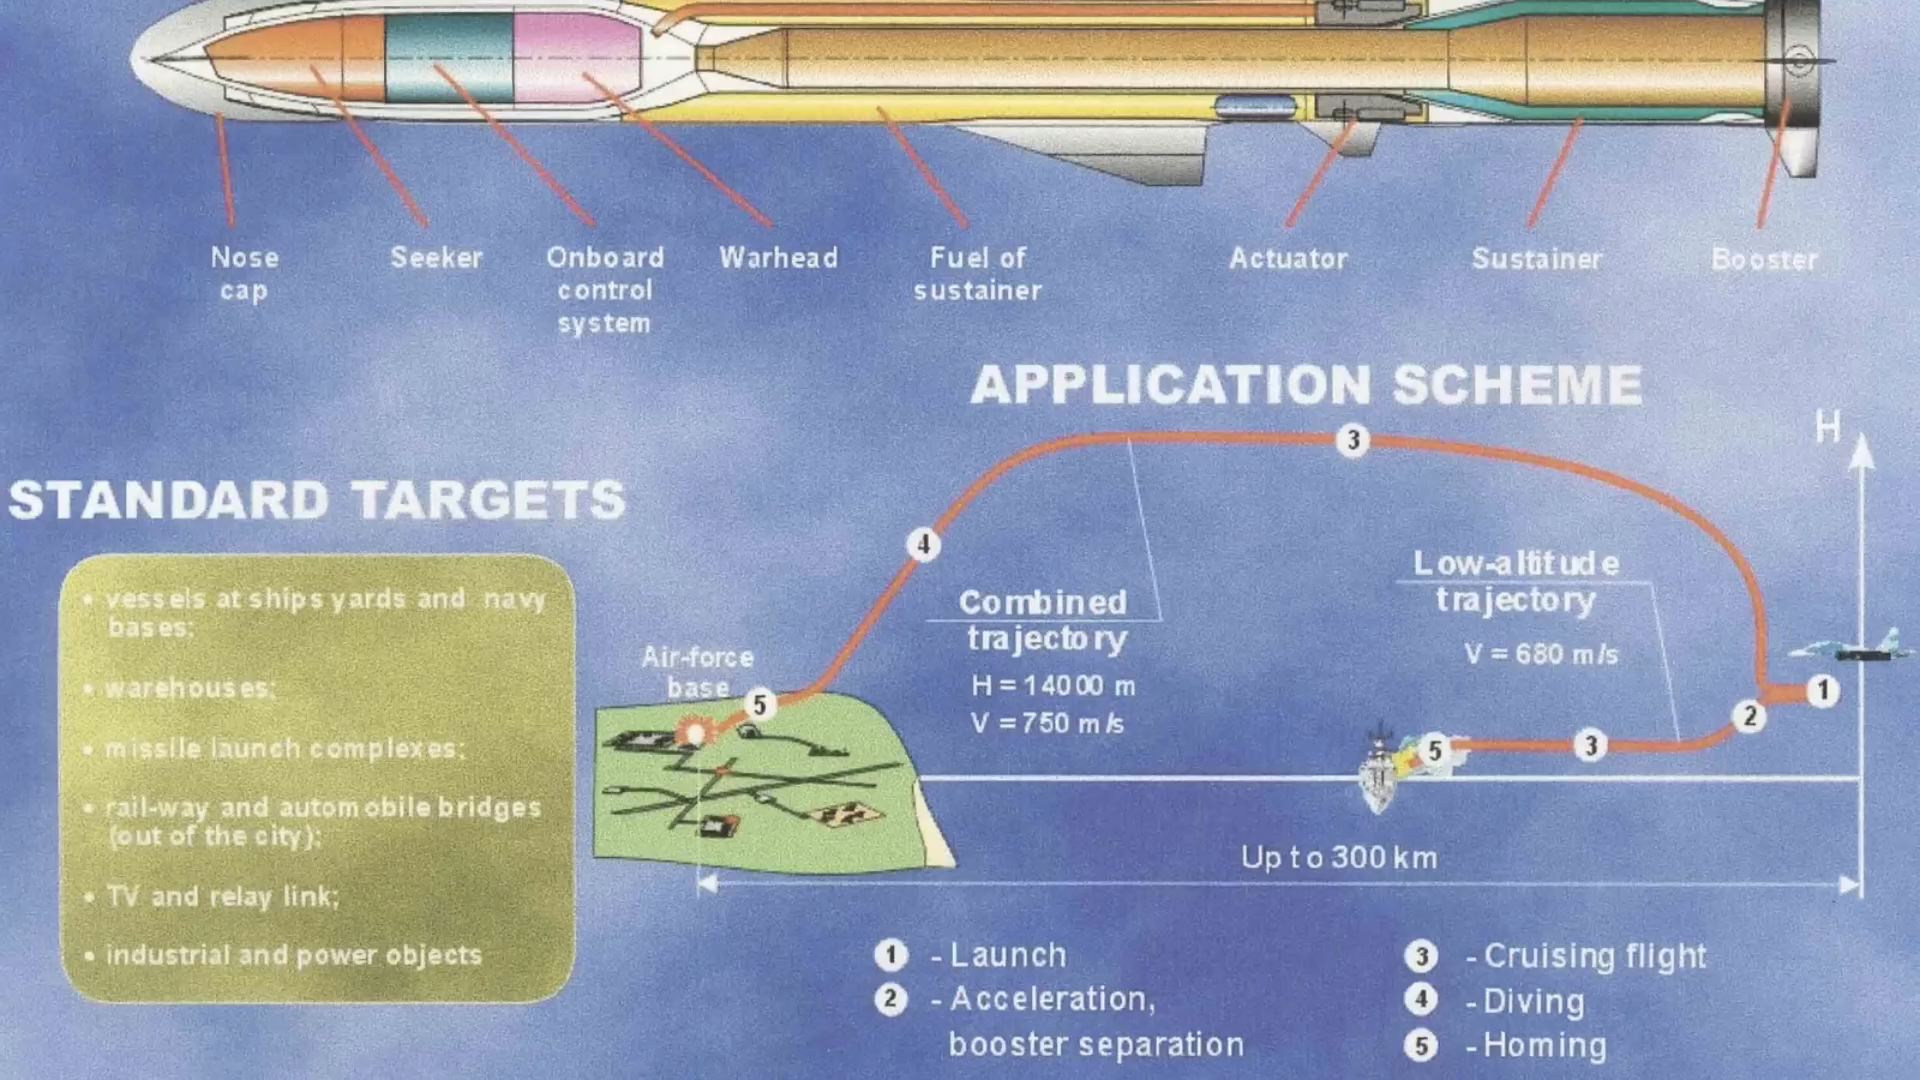 Nose
cap
Seeker
Onboard
control
system
Warhead
Fuel of
sustainer
Actuator
Sustainer
Booster
APPLICATION SCHEME
H
3
STANDARD TARGETS
• vessels at ships yards and navy
bases;
• warehouses;
• missile launch complexes;
• rail-way and automobile bridges
(out of the city);
• TV and relay link;
• industrial and power objects
4
Combined
trajectory
H = 14000 m
V = 750 m/s
Low-altitude
trajectory
V = 680 m/s
Air-force
base
5
1
2
3
5
Up to 300 km
1 - Launch
2 - Acceleration,
booster separation
3 - Cruising flight
4 - Diving
5 - Homing